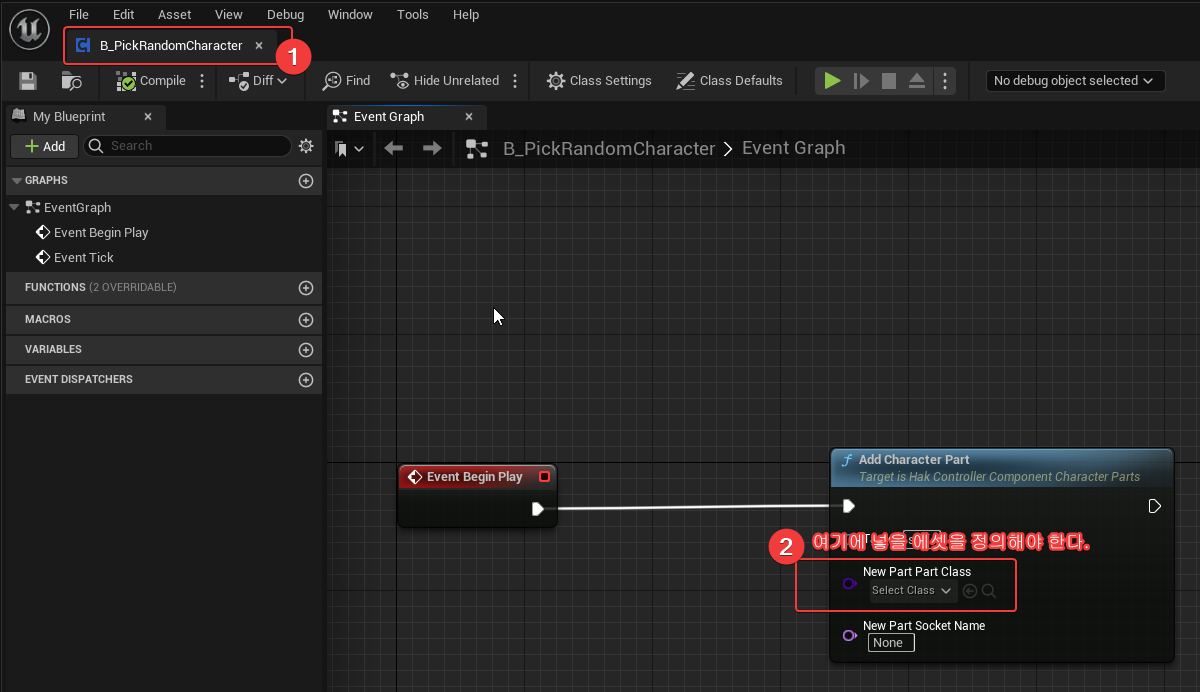 File Edit Asset View Debug Window Tools Help
B_PickRandomCharacter
1
Compile Diff Find Hide Unrelated Class Settings Class Defaults No debug object selected
My Blueprint
Event Graph
Add Search
B_PickRandomCharacter Event Graph
GRAPHS
EventGraph
Event Begin Play
Event Tick
FUNCTIONS (2 OVERRIDABLE)
MACROS
VARIABLES
EVENT DISPATCHERS
Event Begin Play
Add Character Part
Target is Hak Controller Component Character Parts
2 여기에 넣을 에셋을 정의해야 한다.
New Part Part Class
Select Class
New Part Socket Name
None